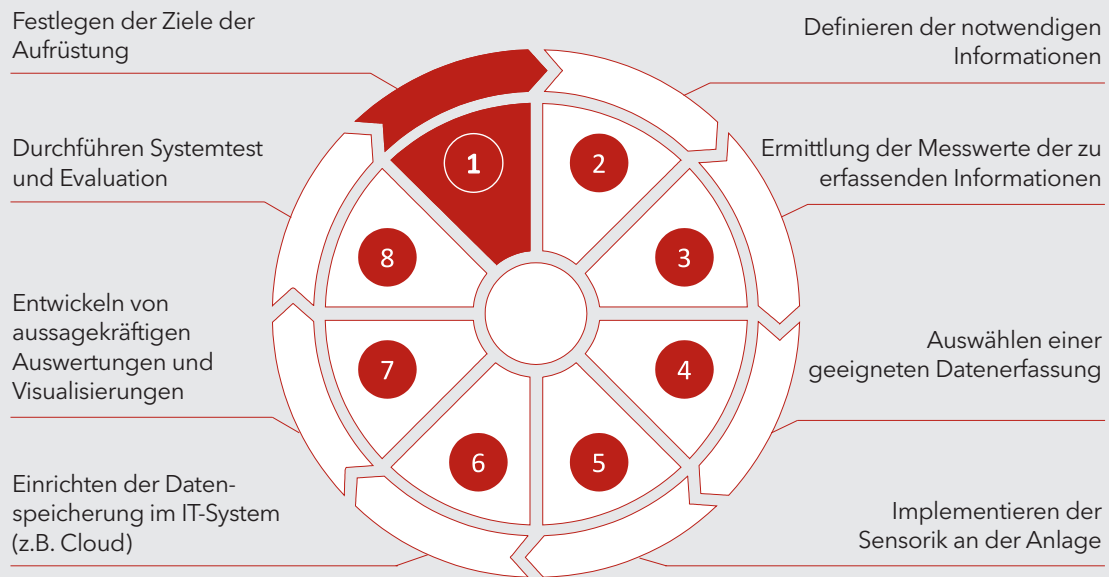 Festlegen der Ziele der
Aufrüstung
Definieren der notwendigen
Informationen
Durchführen Systemtest
und Evaluation
Ermittlung der Messwerte der zu
erfassenden Informationen
Entwickeln von
aussagekräftigen
Auswertungen und
Visualisierungen
Auswählen einer
geeigneten Datenerfassung
Einrichten der Daten-
speicherung im IT-System
(z.B. Cloud)
Implementieren der
Sensorik an der Anlage
1
2
3
4
5
6
7
8